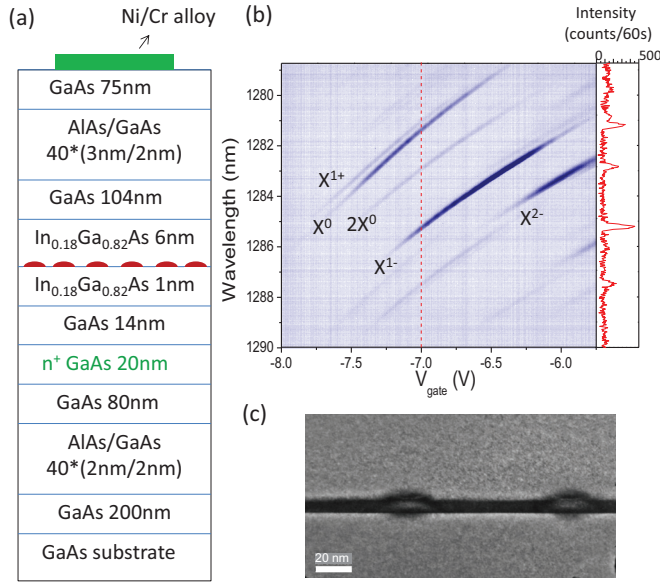 (a)
Ni/Cr alloy
GaAs 75nm
AlAs/GaAs
40*(3nm/2nm)
GaAs 104nm
In0.18Ga0.82As 6nm
In0.18Ga0.82As 1nm
GaAs 14nm
n+ GaAs 20nm
GaAs 80nm
AlAs/GaAs
40*(2nm/2nm)
GaAs 200nm
GaAs substrate
(b)
Intensity
(counts/60s)
0 500
1280
1282
1284
1286
1288
1290
Wavelength (nm)
X1+
X0
2X0
X1-
X2-
-8.0 -7.5 -7.0 -6.5 -6.0
Vgate (V)
(c)
20 nm